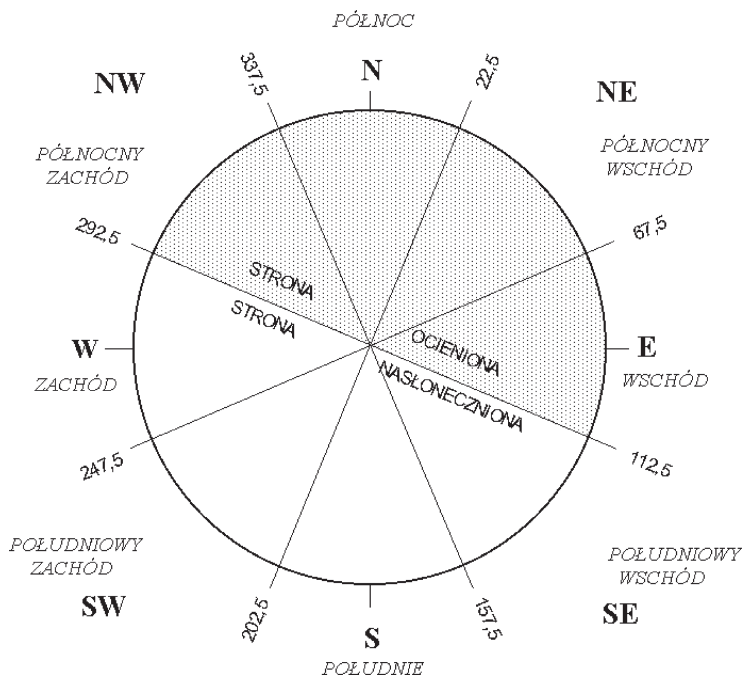 PÓŁNOC
N
NW
NE
337,5
22,5
PÓŁNOCNY
ZACHÓD
PÓŁNOCNY
WSCHÓD
292,5
67,5
STRONA
STRONA
OCIENIONA
NASŁONECZNIONA
W
ZACHÓD
E
WSCHÓD
247,5
112,5
POŁUDNIOWY
ZACHÓD
SW
POŁUDNIOWY
WSCHÓD
SE
202,5
157,5
S
POŁUDNIE